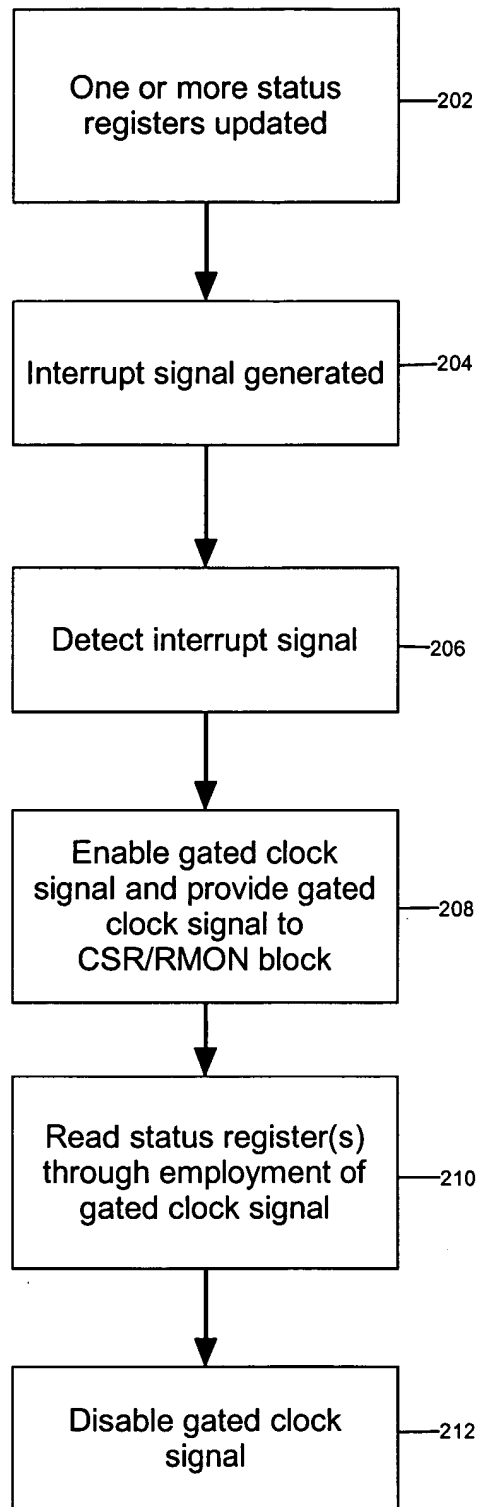 One or more status
registers updated
202
Interrupt signal generated
204
Detect interrupt signal
206
Enable gated clock
signal and provide gated
clock signal to
CSR/RMON block
208
Read status register(s)
through employment of
gated clock signal
210
Disable gated clock
signal
212